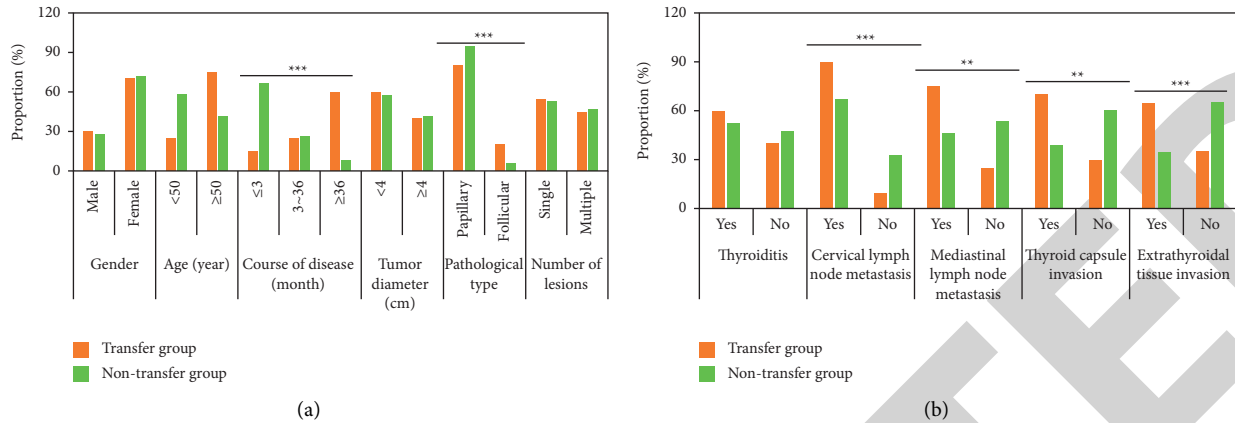 120
90
60
30
0
Proportion (%)
***
***
Male
Female
<50
≥50
≤3
3~36
≥36
<4
≥4
Papillary
Follicular
Single
Multiple
Gender
Age (year)
Course of disease
(month)
Tumor
diameter
(cm)
Pathological
type
Number of
lesions
Transfer group
Non-transfer group
(a)
120
90
60
30
0
Proportion (%)
***
**
**
***
Yes No Yes No Yes No Yes No Yes No
Thyroiditis
Cervical lymph
node metastasis
Mediastinal
lymph node
metastasis
Thyroid capsule
invasion
Extrathyroidal
tissue invasion
Transfer group
Non-transfer group
(b)